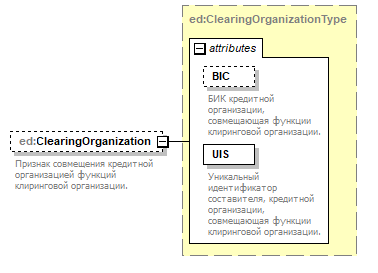 ed:ClearingOrganizationType
attributes
BIC
БИК кредитной
организации,
совмещающая функции
клиринговой организации.
ed:ClearingOrganization
Признак совмещения кредитной
организацией функций
клиринговой организации.
UIS
Уникальный
идентификатор
составителя, кредитной
организации,
совмещающая функции
клиринговой организации.